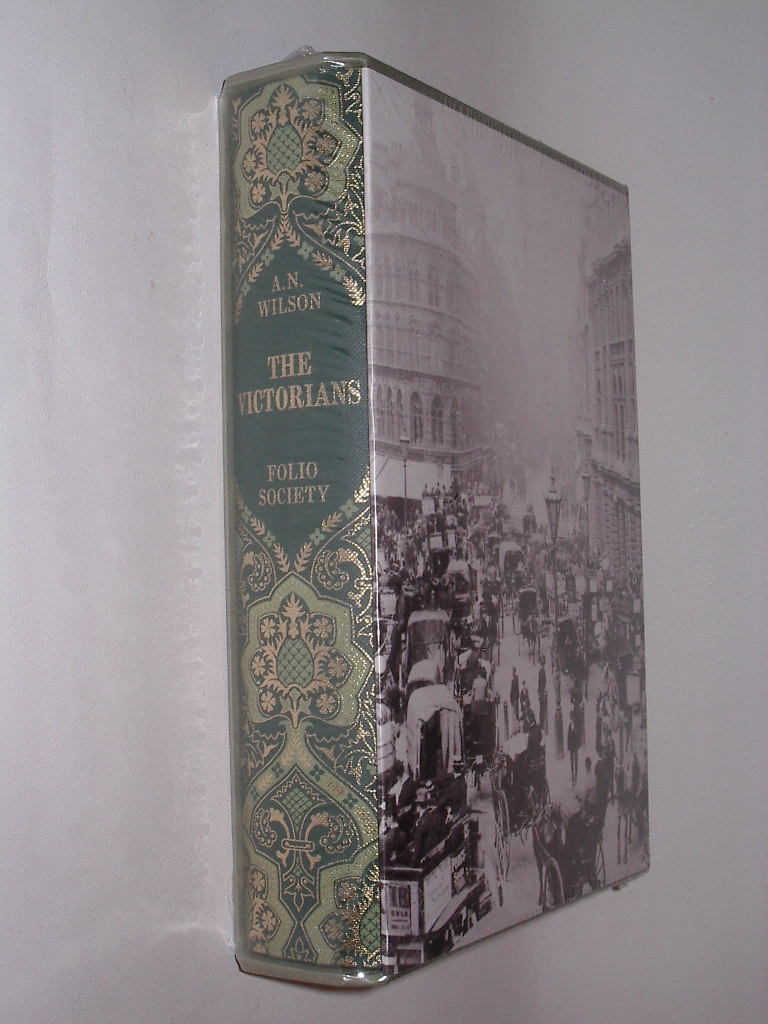 A.N.
WILSON
THE
VICTORIANS
FOLIO
SOCIETY